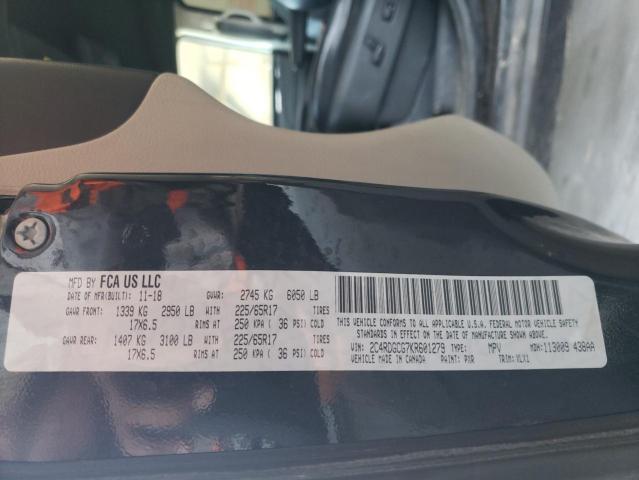 MFD BY FCA US LLC
DATE OF MFR(BUILT): 11-18 GVWR: 2745 KG 6050 LB
GAWR FRONT: 1339 KG 2950 LB WITH 225/65R17 TIRES
17X6.5 RIMS AT 250 KPA ( 36 PSI) COLD
GAWR REAR: 1407 KG 3100 LB WITH 225/65R17 TIRES
17X6.5 RIMS AT 250 KPA ( 36 PSI) COLD
THIS VEHICLE CONFORMS TO ALL APPLICABLE U.S.A. FEDERAL MOTOR VEHICLE SAFETY
STANDARDS IN EFFECT ON THE DATE OF MANUFACTURE SHOWN ABOVE.
VIN: 2C4RDGCG7KR601279 TYPE: MPV MDH: 113009 438AA
VEHICLE MADE IN CANADA PAINT: PXR TRIM: VLX1